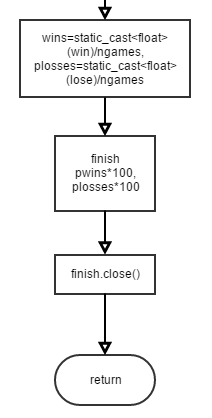 wins=static_cast<float>
(win)/ngames,
plosses=static_cast<float>
(lose)/ngames
finish
pwins*100,
plosses*100
finish.close()
return